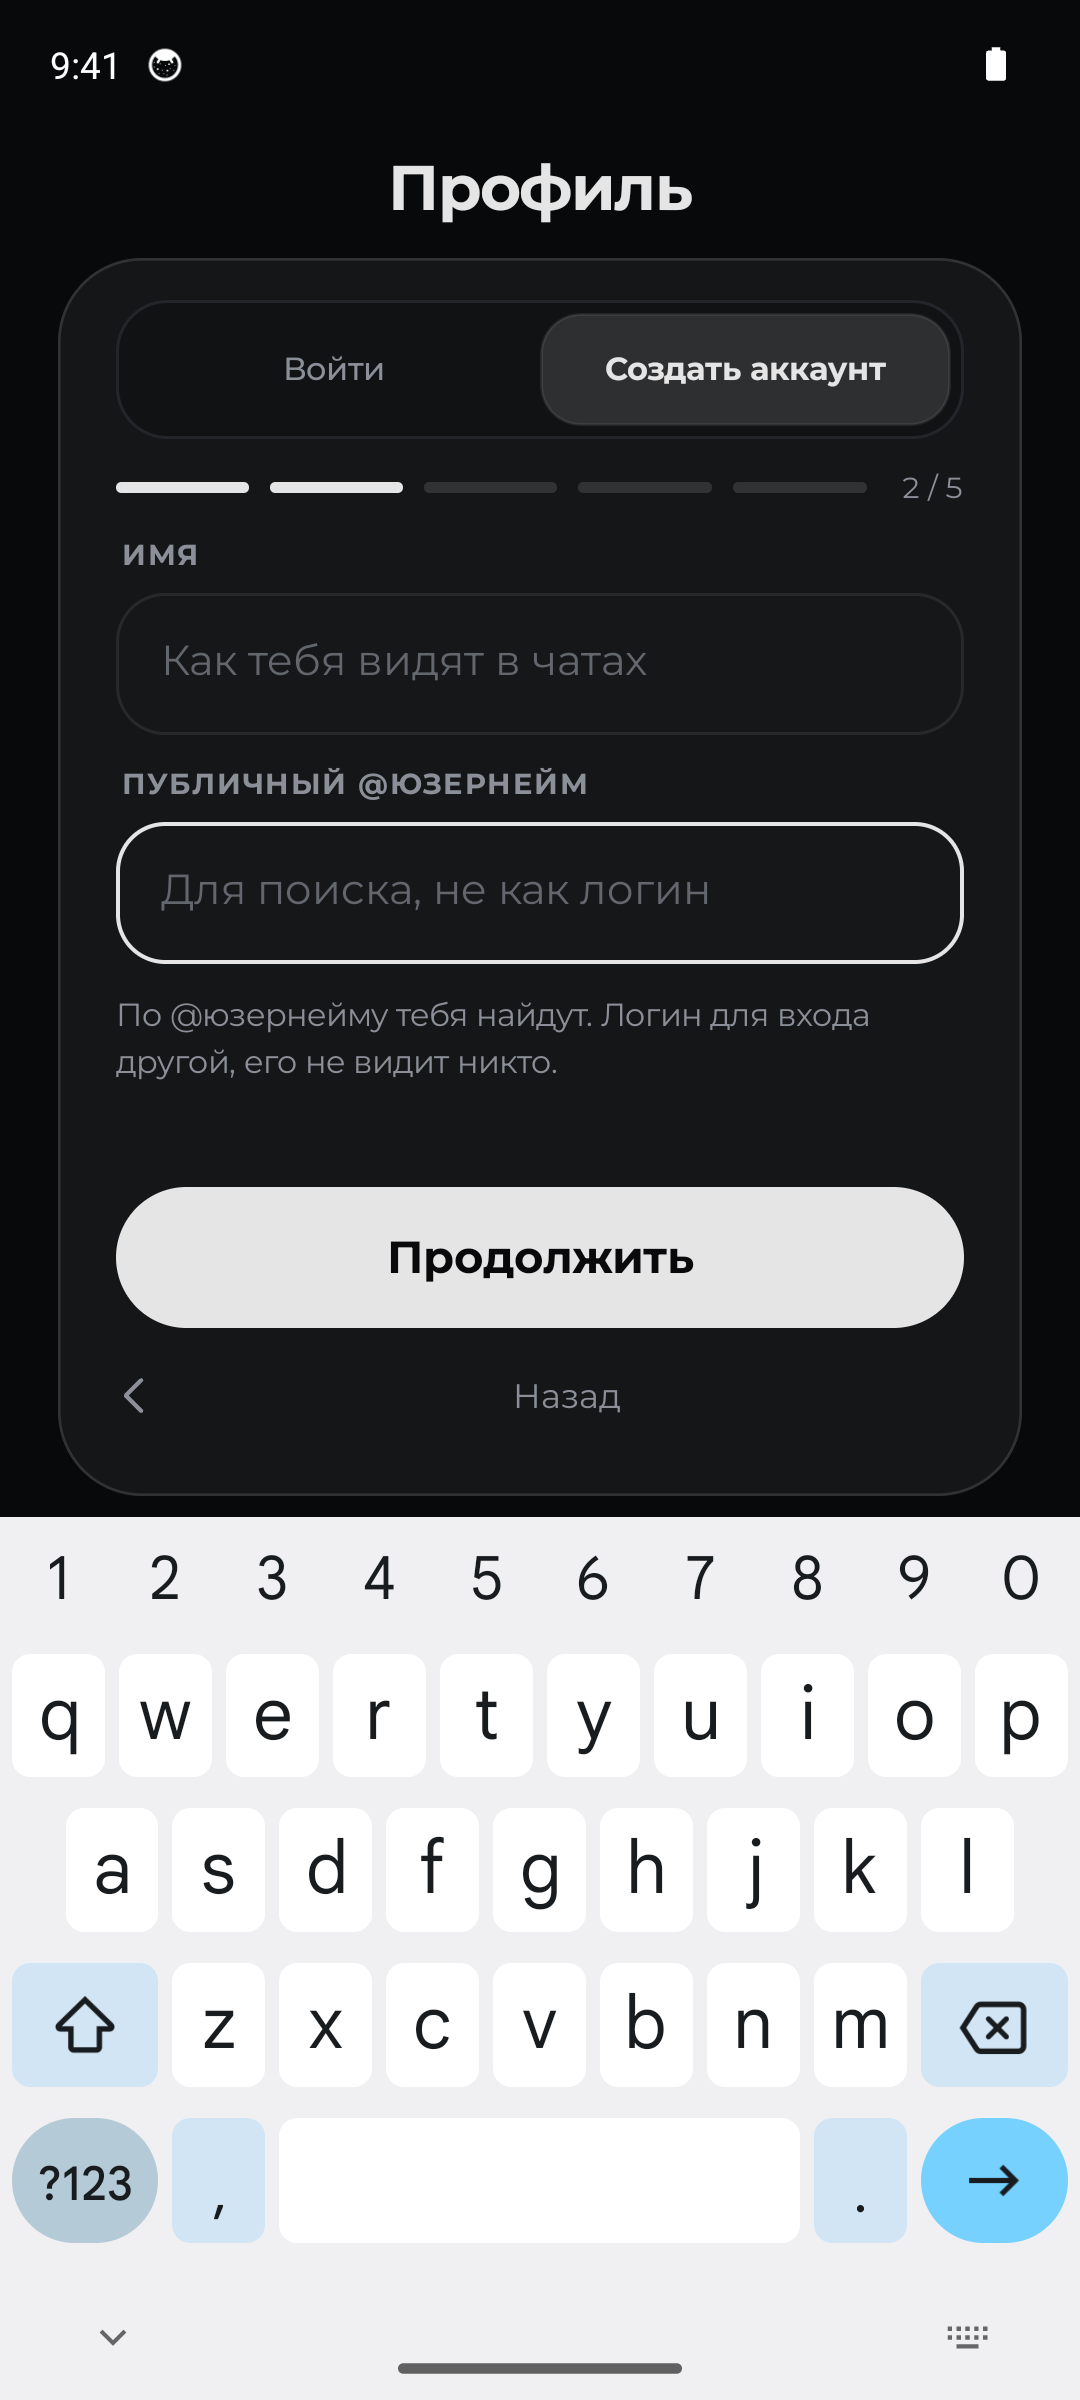 9:41
Профиль
Войти
Создать аккаунт
2 / 5
ИМЯ
Как тебя видят в чатах
ПУБЛИЧНЫЙ @ЮЗЕРНЕЙМ
Для поиска, не как логин
По @юзернейму тебя найдут. Логин для входа
другой, его не видит никто.
Продолжить
Назад
1 2 3 4 5 6 7 8 9 0
q w e r t y u i o p
a s d f g h j k l
z x c v b n m
?123 , .